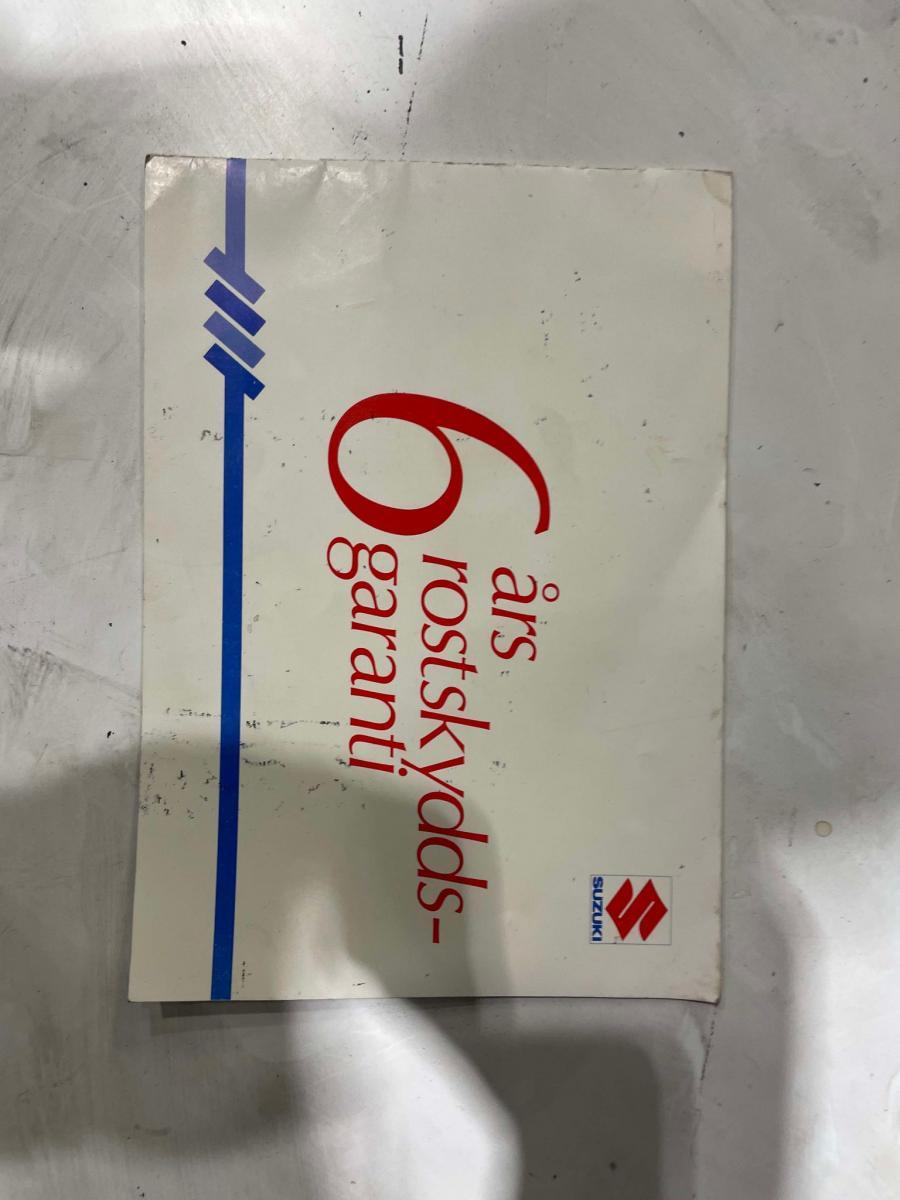 SUZUKI
6 års
rostskydds-
garanti